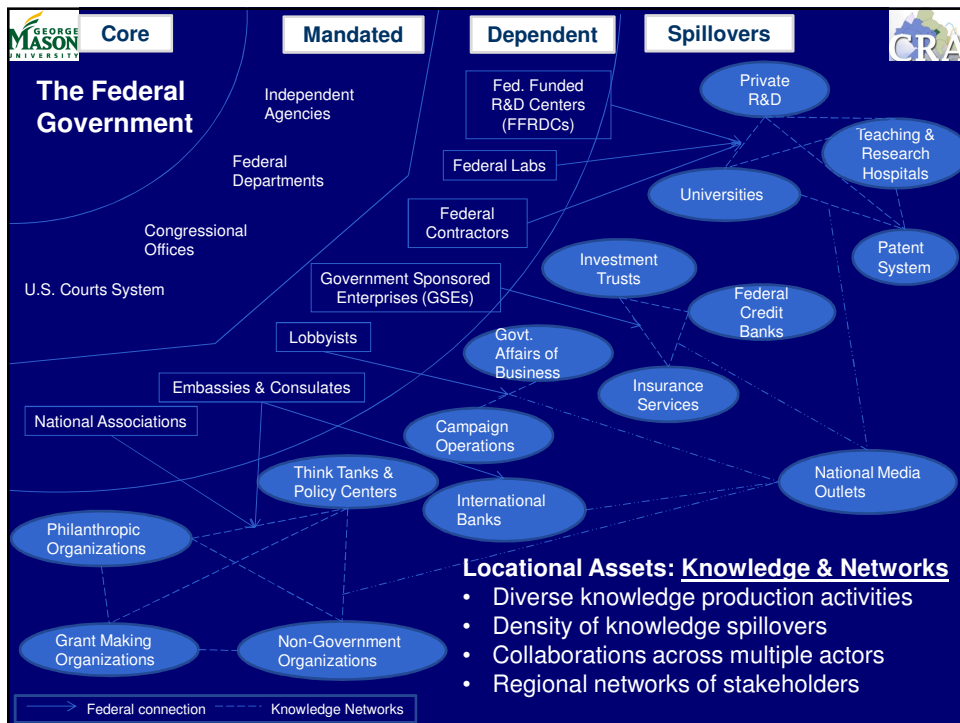 GEORGE
MASON
UNIVERSITY
Core
Mandated
Dependent
Spillovers
CRA
The Federal
Government
Independent
Agencies
Federal
Departments
Congressional
Offices
U.S. Courts System
Fed. Funded
R&D Centers
(FFRDCs)
Federal Labs
Federal
Contractors
Government Sponsored
Enterprises (GSEs)
Lobbyists
Embassies & Consulates
National Associations
Private
R&D
Teaching &
Research
Hospitals
Universities
Patent
System
Investment
Trusts
Federal
Credit
Banks
Insurance
Services
Govt.
Affairs of
Business
Campaign
Operations
Think Tanks &
Policy Centers
International
Banks
National Media
Outlets
Philanthropic
Organizations
Grant Making
Organizations
Non-Government
Organizations
Locational Assets: Knowledge & Networks
• Diverse knowledge production activities
• Density of knowledge spillovers
• Collaborations across multiple actors
• Regional networks of stakeholders
Federal connection
Knowledge Networks